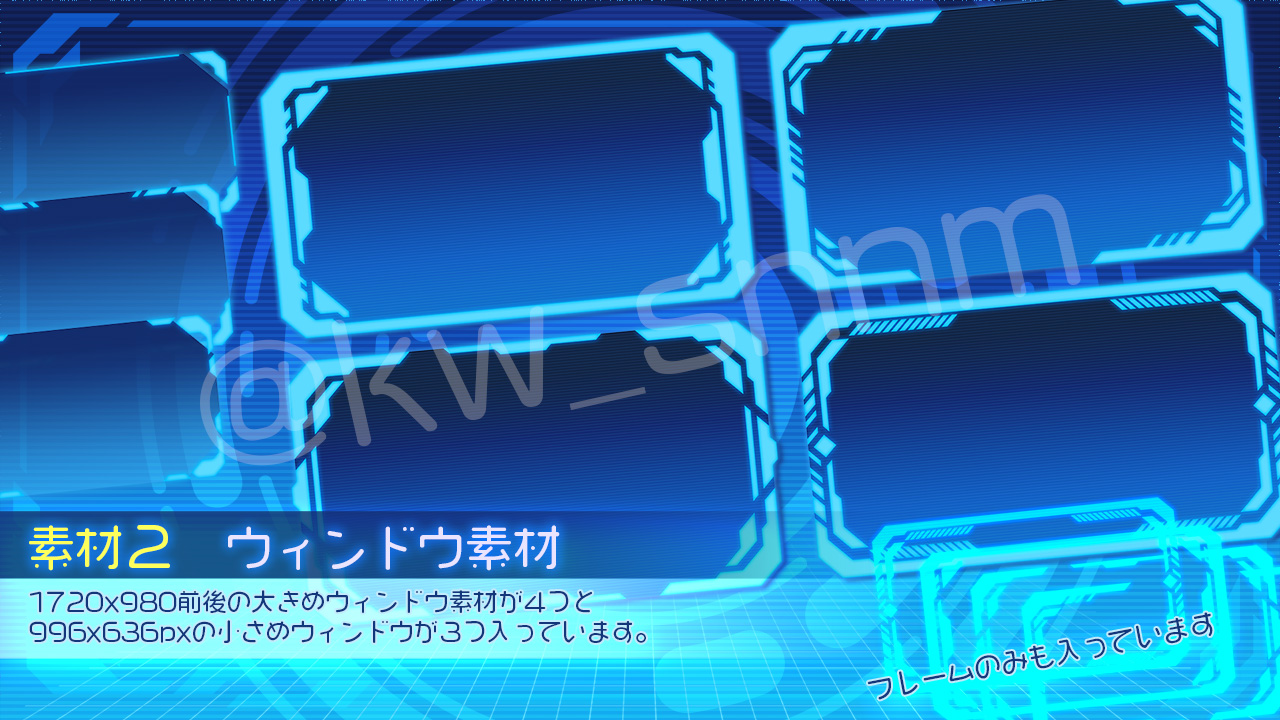 @kw_snnm
素材2 ウィンドウ素材
1720x980前後の大きめウィンドウ素材が4つと
996x636pxの小さめウィンドウが3つ入っています。
フレームのみも入っています